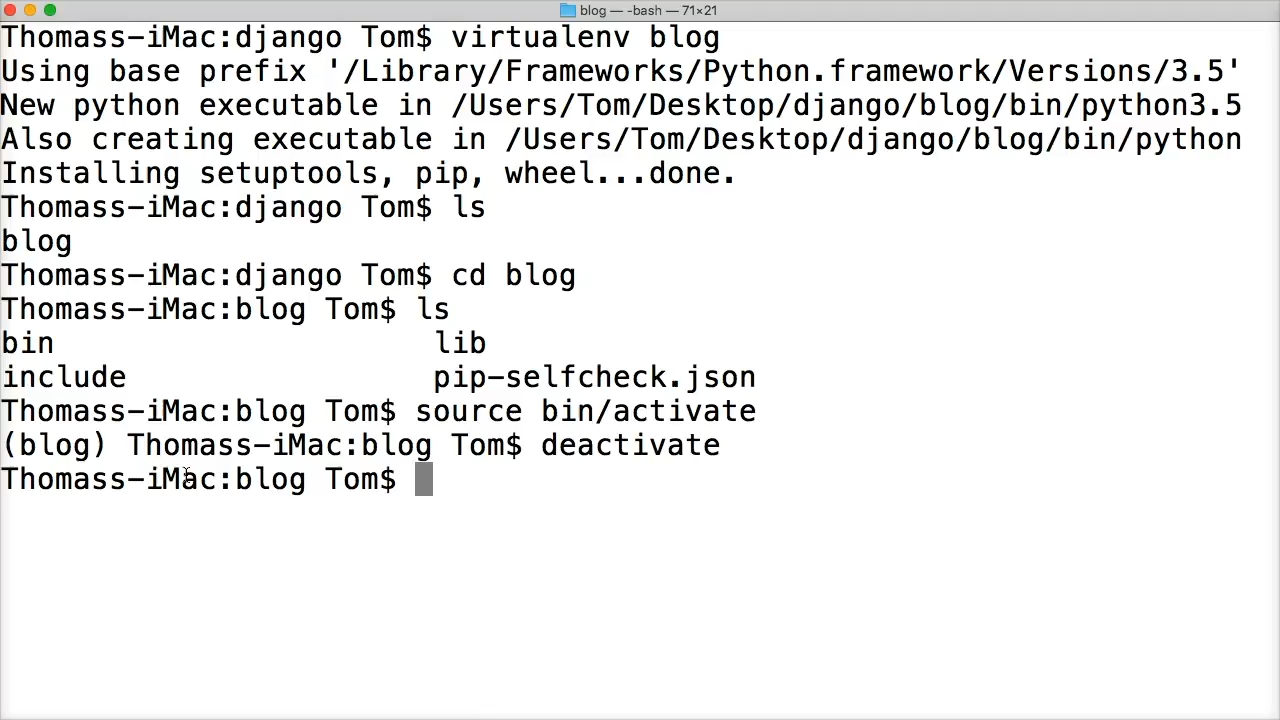 blog — -bash — 71×21
Thomass-iMac:django Tom$ virtualenv blog
Using base prefix '/Library/Frameworks/Python.framework/Versions/3.5'
New python executable in /Users/Tom/Desktop/django/blog/bin/python3.5
Also creating executable in /Users/Tom/Desktop/django/blog/bin/python
Installing setuptools, pip, wheel...done.
Thomass-iMac:django Tom$ ls
blog
Thomass-iMac:django Tom$ cd blog
Thomass-iMac:blog Tom$ ls
bin lib
include pip-selfcheck.json
Thomass-iMac:blog Tom$ source bin/activate
(blog) Thomass-iMac:blog Tom$ deactivate
Thomass-iMac:blog Tom$